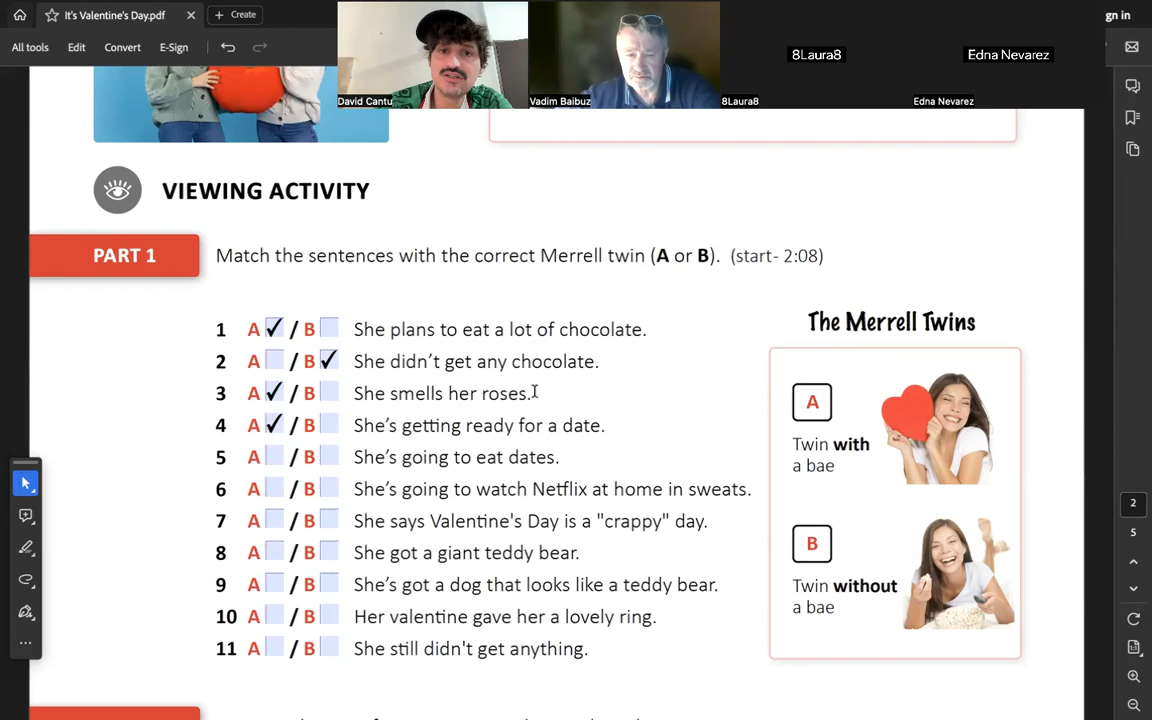 It's Valentine's Day.pdf
Create
gn in
All tools
Edit
Convert
E-Sign
8Laura8
Edna Nevarez
David Cantu
Vadim Baibuz
8Laura8
Edna Nevarez
VIEWING ACTIVITY
PART 1
Match the sentences with the correct Merrell twin (A or B). (start- 2:08)
1 A ✓ / B She plans to eat a lot of chocolate.
2 A / B ✓ She didn't get any chocolate.
3 A ✓ / B She smells her roses.
4 A ✓ / B She's getting ready for a date.
5 A / B She's going to eat dates.
6 A / B She's going to watch Netflix at home in sweats.
7 A / B She says Valentine's Day is a "crappy" day.
8 A / B She got a giant teddy bear.
9 A / B She's got a dog that looks like a teddy bear.
10 A / B Her valentine gave her a lovely ring.
11 A / B She still didn't get anything.
The Merrell Twins
A
Twin with
a bae
B
Twin without
a bae
2
5